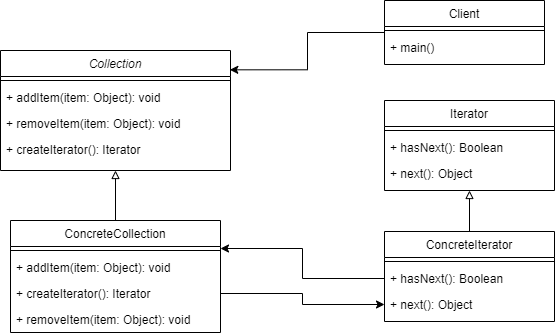 Client
+ main()
Collection
+ addItem(item: Object): void
+ removeItem(item: Object): void
+ createIterator(): Iterator
Iterator
+ hasNext(): Boolean
+ next(): Object
ConcreteCollection
+ addItem(item: Object): void
+ createIterator(): Iterator
+ removeItem(item: Object): void
ConcreteIterator
+ hasNext(): Boolean
+ next(): Object